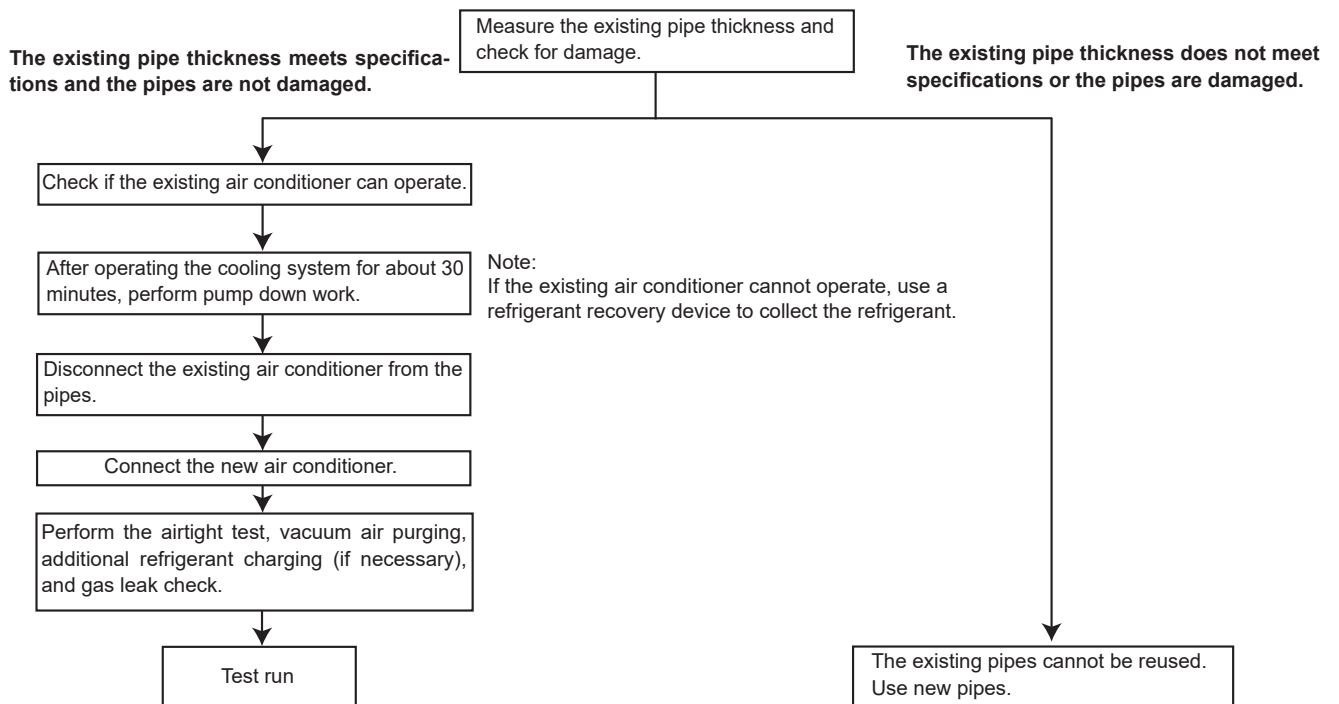 Measure the existing pipe thickness and
check for damage.
The existing pipe thickness meets specifica-
tions and the pipes are not damaged.
The existing pipe thickness does not meet
specifications or the pipes are damaged.
Check if the existing air conditioner can operate.
After operating the cooling system for about 30
minutes, perform pump down work.
Note:
If the existing air conditioner cannot operate, use a
refrigerant recovery device to collect the refrigerant.
Disconnect the existing air conditioner from the
pipes.
Connect the new air conditioner.
Perform the airtight test, vacuum air purging,
additional refrigerant charging (if necessary),
and gas leak check.
Test run
The existing pipes cannot be reused.
Use new pipes.